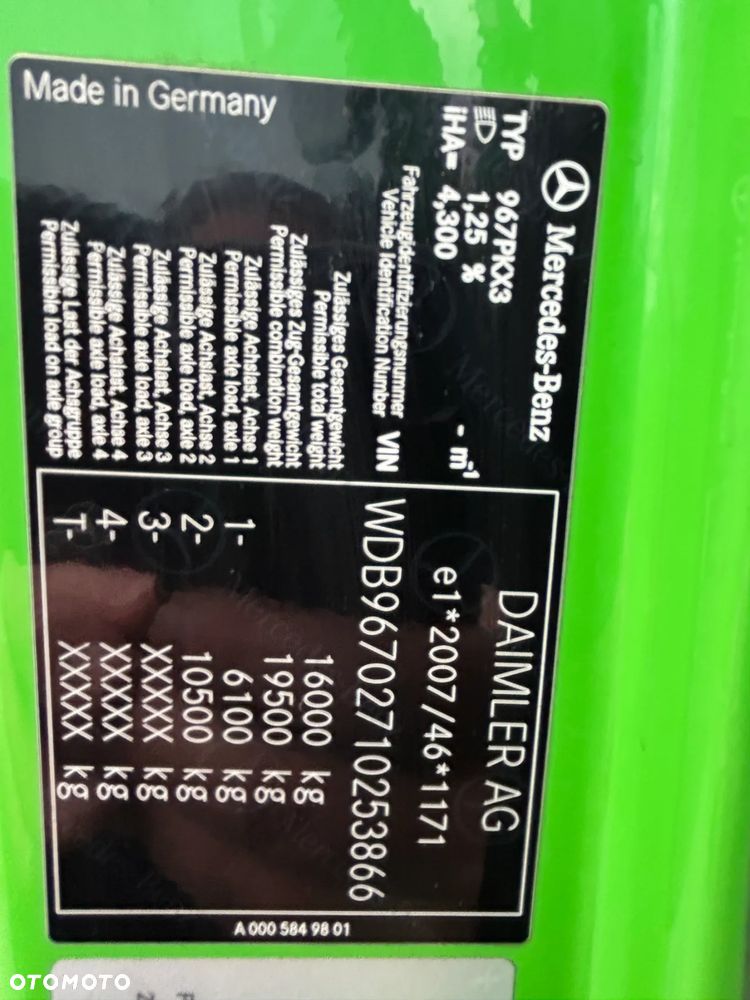 Mercedes-Benz
TYP 967PKX3
1,25 %
iHA= 4,300 - m-1
DAIMLER AG
e1*2007/46*1171
Fahrzeugidentifizierungsnummer
Vehicle Identification Number VIN WDB96702710253866
Zulässiges Gesamtgewicht
Permissible total weight 16000 kg
Zulässiges Zug-Gesamtgewicht
Permissible combination weight 19500 kg
Zulässige Achslast, Achse 1
Permissible axle load, axle 1 1- 6100 kg
Zulässige Achslast, Achse 2
Permissible axle load, axle 2 2- 10500 kg
Zulässige Achslast, Achse 3
Permissible axle load, axle 3 3- XXXXX kg
Zulässige Achslast, Achse 4
Permissible axle load, axle 4 4- XXXXX kg
Zulässige Last der Achsgruppe
Permissible load on axle group T- XXXXX kg
Made in Germany
A 000 584 98 01
OTOMOTO